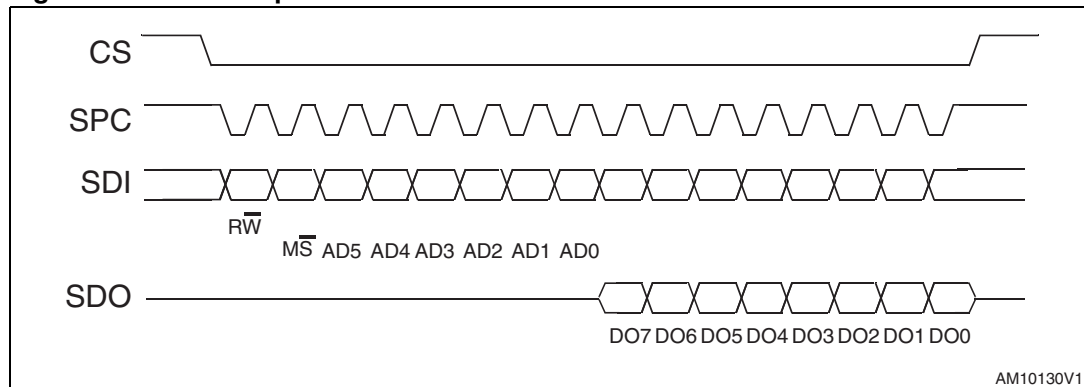 CS
SPC
SDI
RW̅
MS̅ AD5 AD4 AD3 AD2 AD1 AD0
SDO
DO7 DO6 DO5 DO4 DO3 DO2 DO1 DO0
AM10130V1